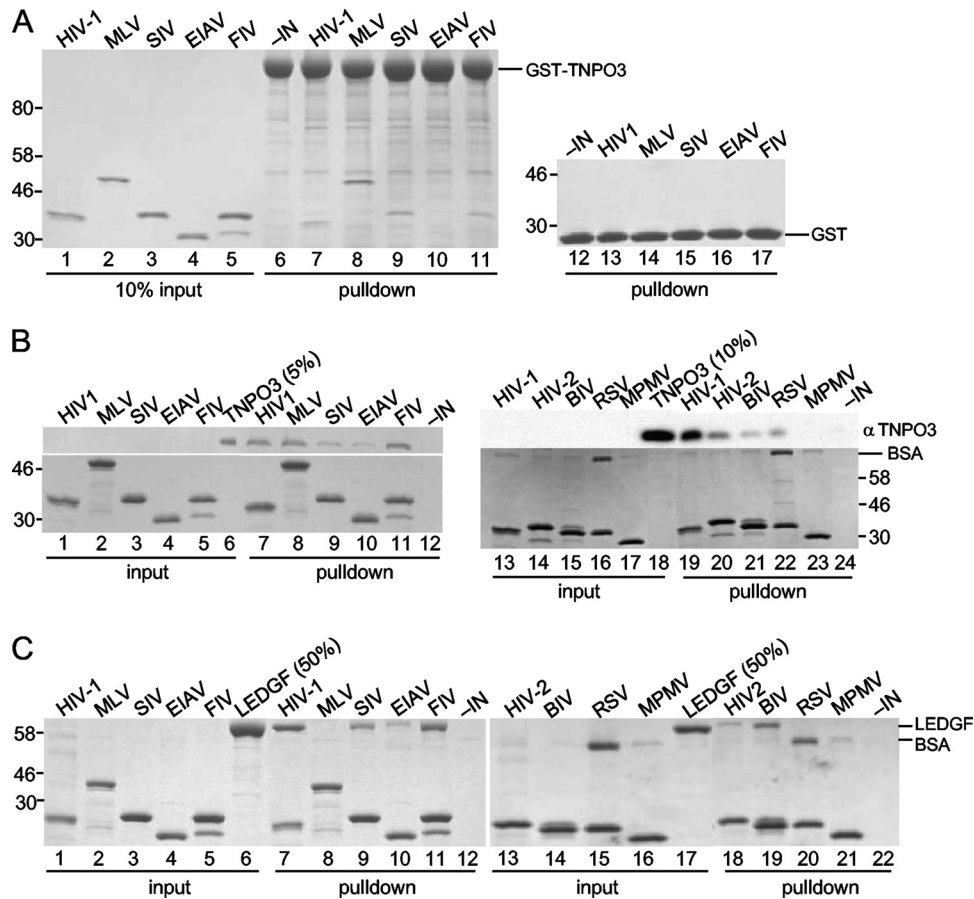 A
HIV-1 MLV SIV EIAV FIV –IN HIV-1 MLV SIV EIAV FIV
GST-TNPO3
80
58
46
30
1 2 3 4 5 6 7 8 9 10 11
10% input pulldown
–IN HIV1 MLV SIV EIAV FIV
46
30
GST
12 13 14 15 16 17
pulldown
B
HIV1 MLV SIV EIAV FIV TNPO3 (5%) HIV1 MLV SIV EIAV FIV –IN
46
30
1 2 3 4 5 6 7 8 9 10 11 12
input pulldown
HIV-1 HIV-2 BIV RSV MPMV TNPO3 (10%) HIV-1 HIV-2 BIV RSV MPMV –IN
α TNPO3
BSA
58
46
30
13 14 15 16 17 18 19 20 21 22 23 24
input pulldown
C
HIV-1 MLV SIV EIAV FIV LEDGF (50%) HIV-1 MLV SIV EIAV FIV –IN
58
46
30
1 2 3 4 5 6 7 8 9 10 11 12
input pulldown
HIV-2 BIV RSV MPMV LEDGF (50%) HIV2 BIV RSV MPMV –IN
LEDGF
BSA
13 14 15 16 17 18 19 20 21 22
input pulldown